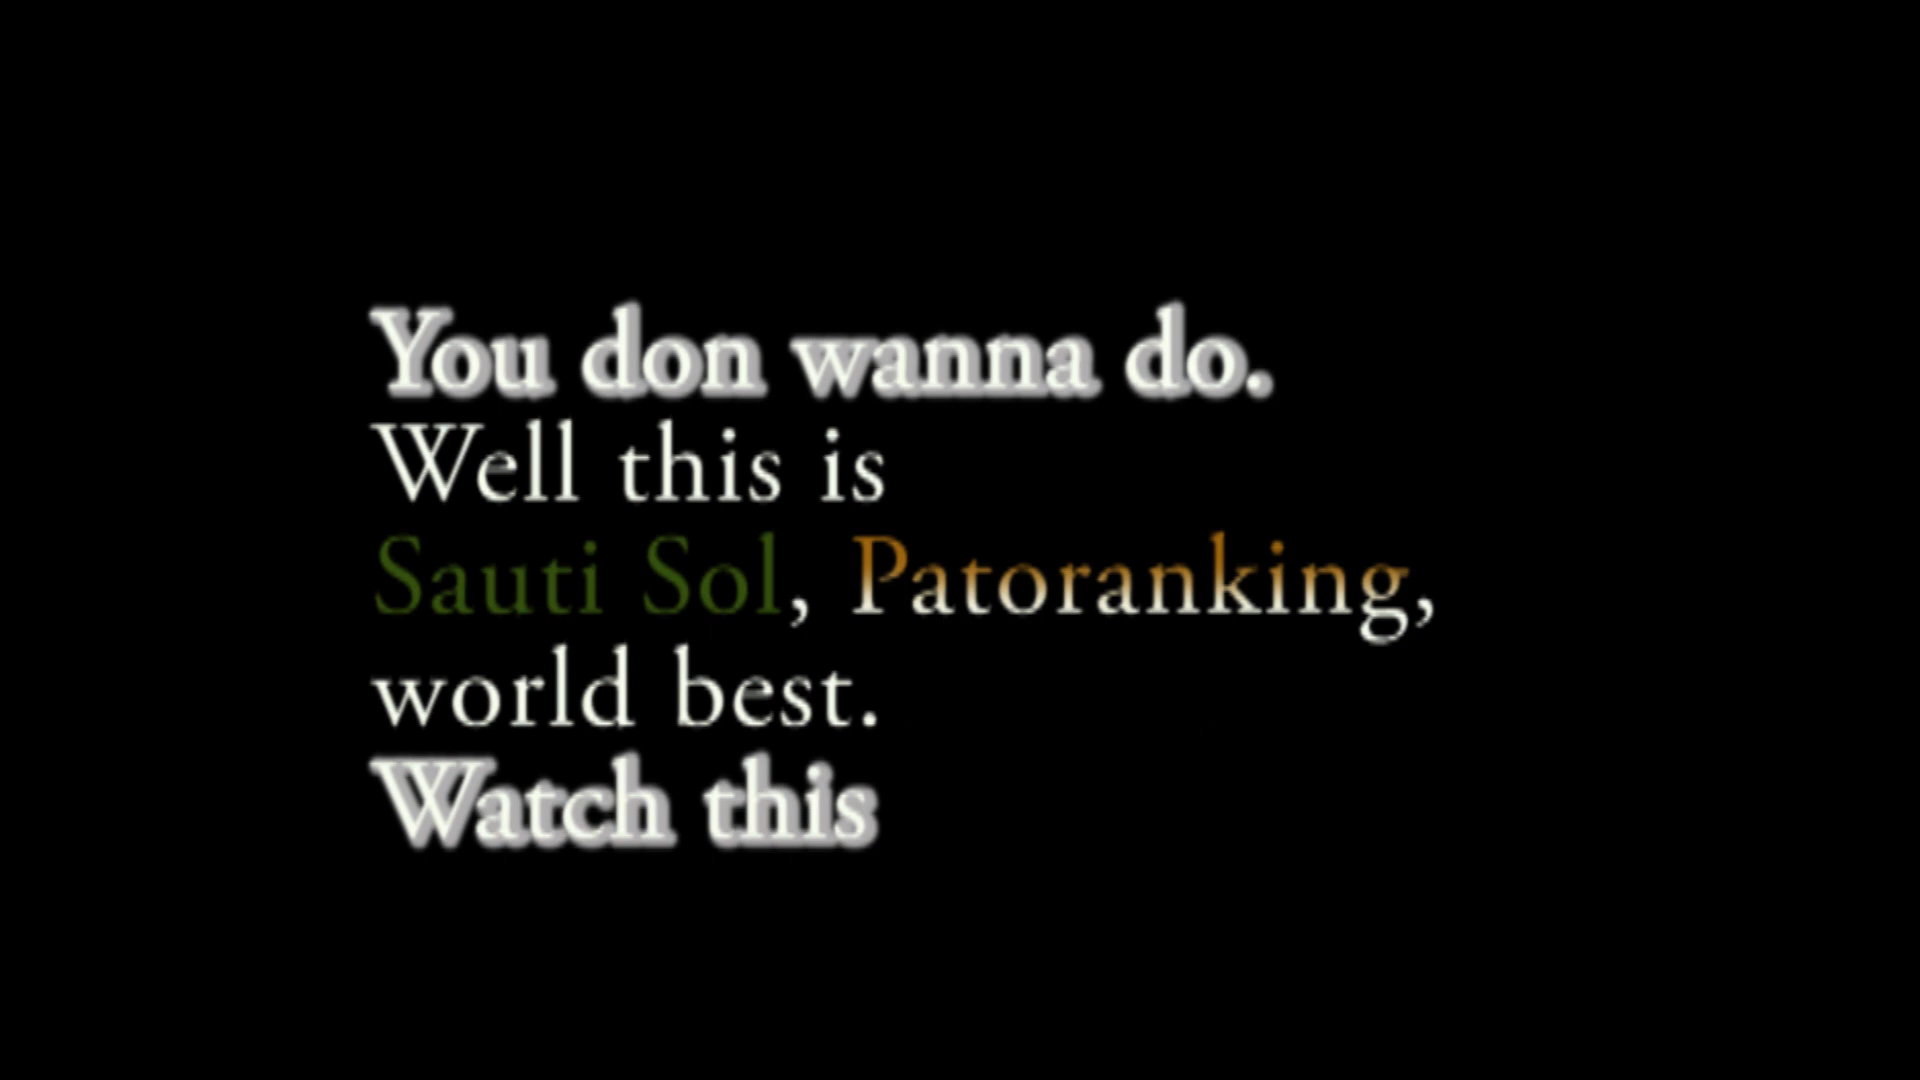 You don wanna do.
Well this is
Sauti Sol, Patoranking,
world best.
Watch this